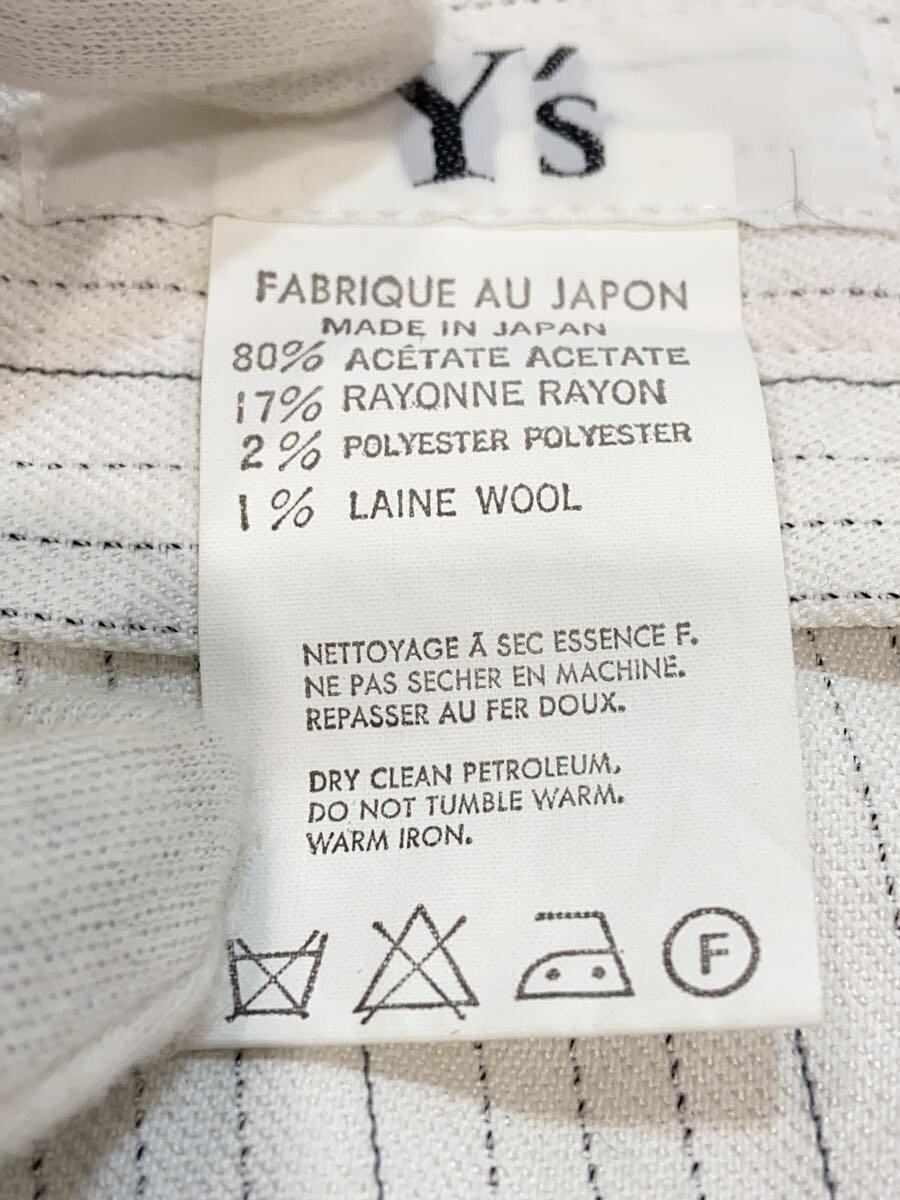 Y's
FABRIQUE AU JAPON
MADE IN JAPAN
80% ACÉTATE ACETATE
17% RAYONNE RAYON
2% POLYESTER POLYESTER
1% LAINE WOOL
NETTOYAGE Ā SEC ESSENCE F.
NE PAS SECHER EN MACHINE.
REPASSER AU FER DOUX.
DRY CLEAN PETROLEUM,
DO NOT TUMBLE WARM.
WARM IRON.
F